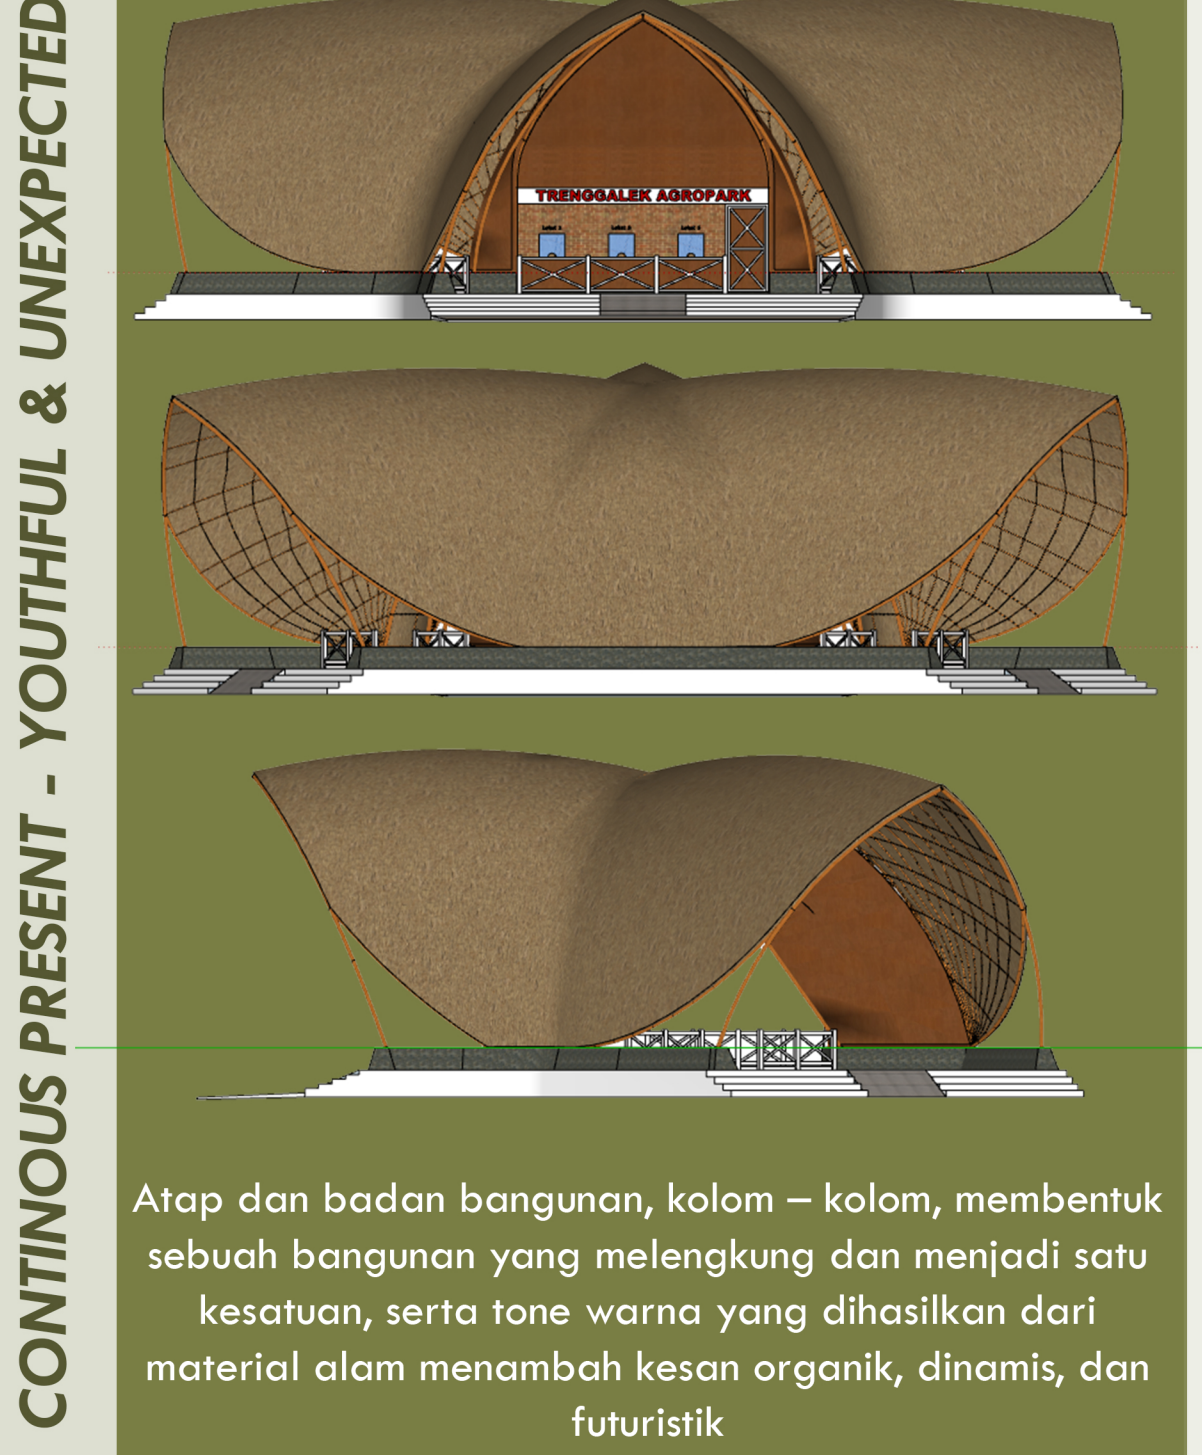 CONTINOUS PRESENT - YOUTHFUL & UNEXPECTED
TRENGGALEK AGROPARK
Atap dan badan bangunan, kolom – kolom, membentuk
sebuah bangunan yang melengkung dan menjadi satu
kesatuan, serta tone warna yang dihasilkan dari
material alam menambah kesan organik, dinamis, dan
futuristik